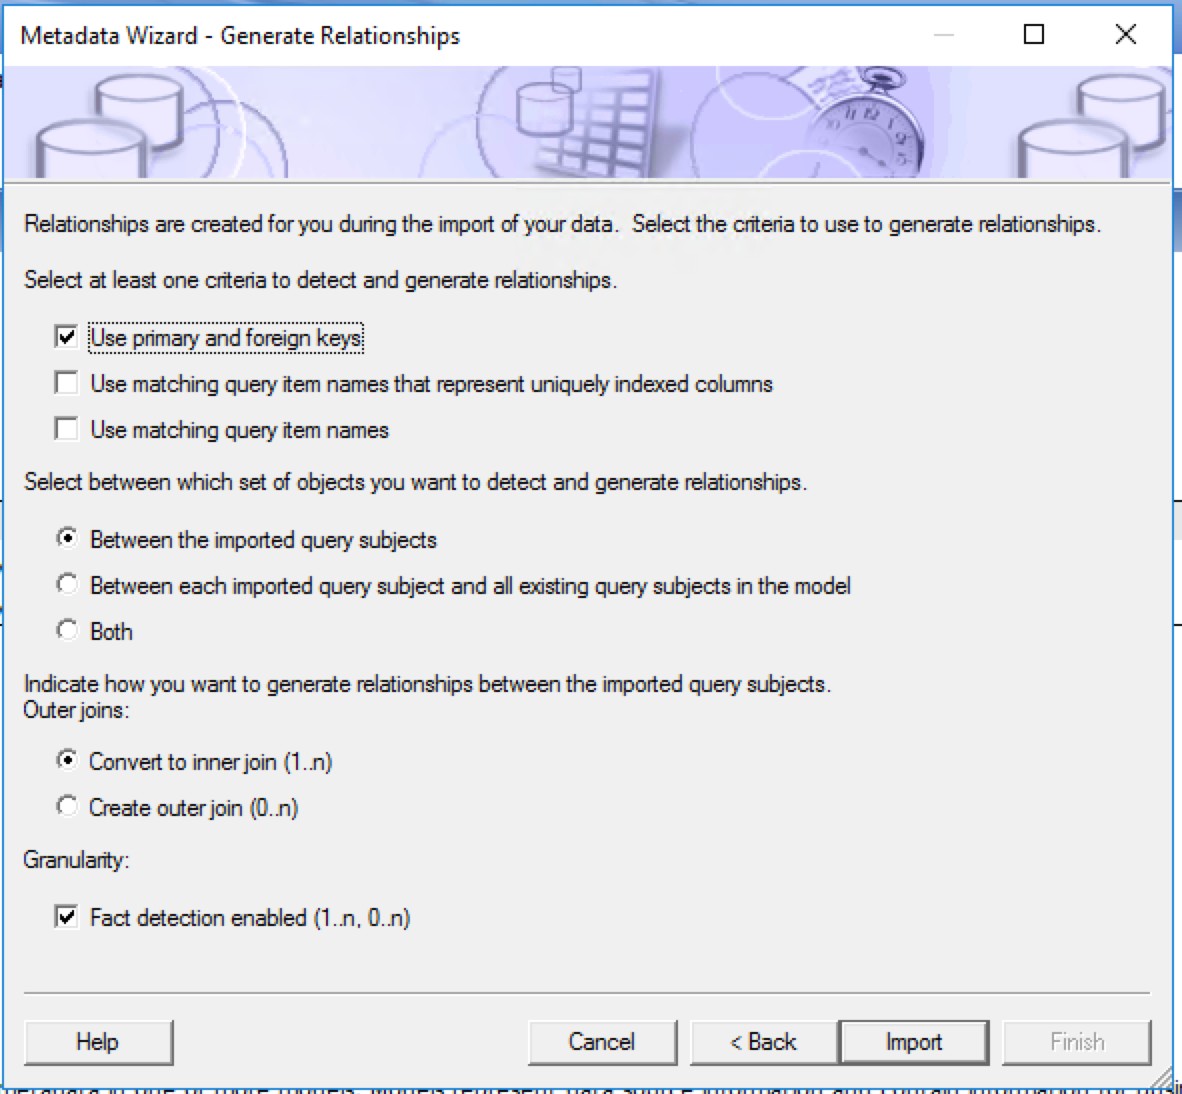 Metadata Wizard - Generate Relationships
Relationships are created for you during the import of your data.  Select the criteria to use to generate relationships.
Select at least one criteria to detect and generate relationships.
Use primary and foreign keys
Use matching query item names that represent uniquely indexed columns
Use matching query item names
Select between which set of objects you want to detect and generate relationships.
Between the imported query subjects
Between each imported query subject and all existing query subjects in the model
Both
Indicate how you want to generate relationships between the imported query subjects.
Outer joins:
Convert to inner join (1..n)
Create outer join (0..n)
Granularity:
Fact detection enabled (1..n, 0..n)
Help
Cancel
< Back
Import
Finish